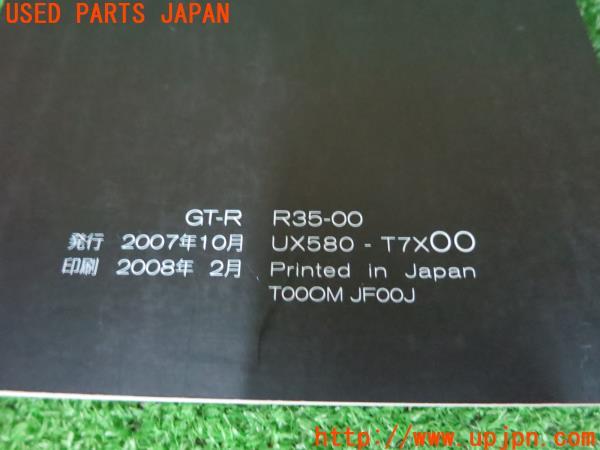 USED PARTS JAPAN
GT-R R35-00
発行 2007年10月 UX580 - T7X00
印刷 2008年 2月 Printed in Japan
T000M JF00J
http://www.upjpn.com/